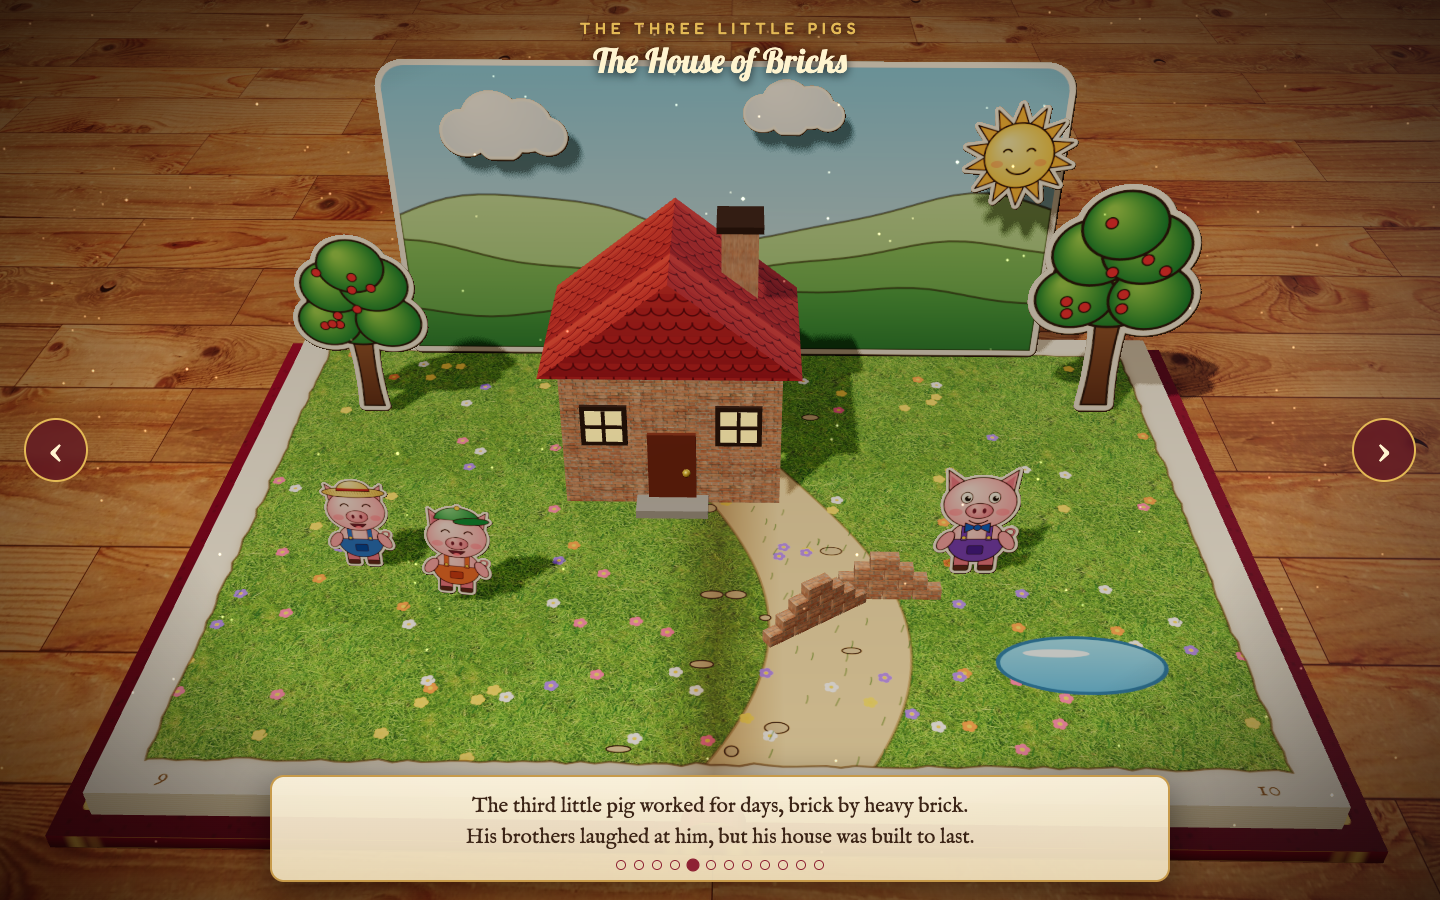 THE THREE LITTLE PIGS
The House of Bricks
9
10
The third little pig worked for days, brick by heavy brick.
His brothers laughed at him, but his house was built to last.